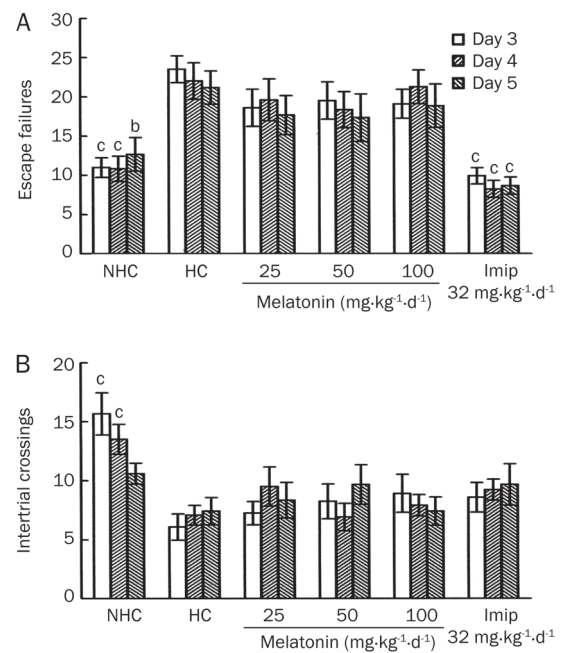 A
30
25
20
15
10
5
0
Escape failures
Day 3
Day 4
Day 5
c c b
c c c
NHC HC 25 50 100 Imip
Melatonin (mg·kg⁻¹·d⁻¹) 32 mg·kg⁻¹·d⁻¹
B
20
15
10
5
0
Intertrial crossings
c
c
NHC HC 25 50 100 Imip
Melatonin (mg·kg⁻¹·d⁻¹) 32 mg·kg⁻¹·d⁻¹